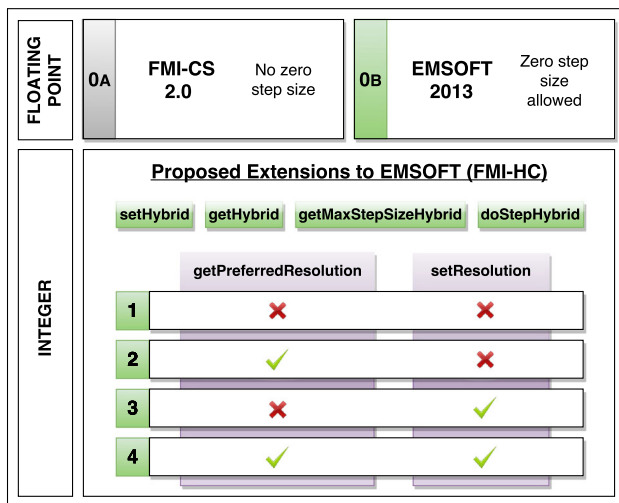 FLOATING
POINT
0A
FMI-CS
2.0
No zero
step size
0B
EMSOFT
2013
Zero step
size
allowed
INTEGER
Proposed Extensions to EMSOFT (FMI-HC)
setHybrid
getHybrid
getMaxStepSizeHybrid
doStepHybrid
getPreferredResolution
setResolution
1
2
3
4